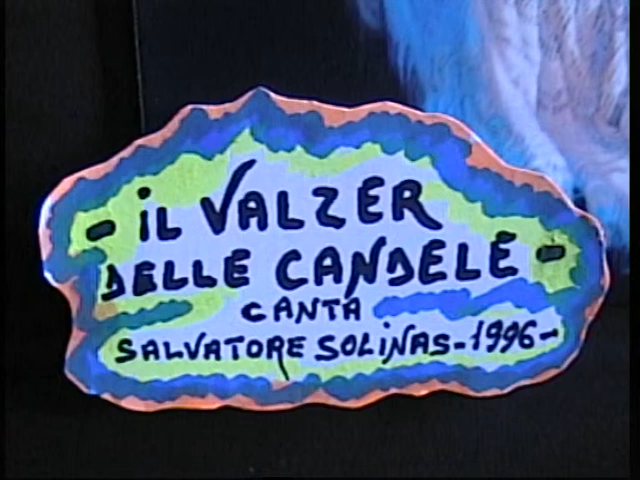 - iL VALZER
DELLE CANDELE -
CANTA
SALVATORE SOLINAS-1996-